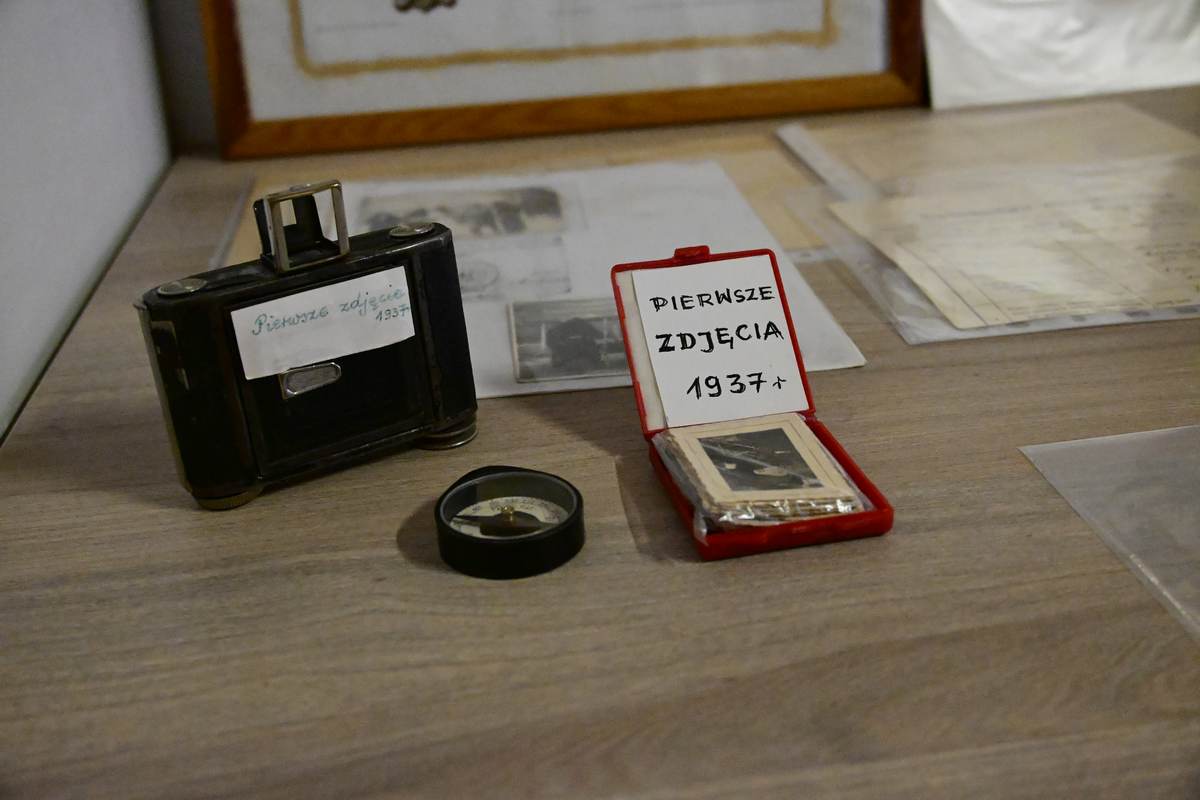 Pierwsze zdjęcie
1937
PIERWSZE
ZDJĘCIA
1937+